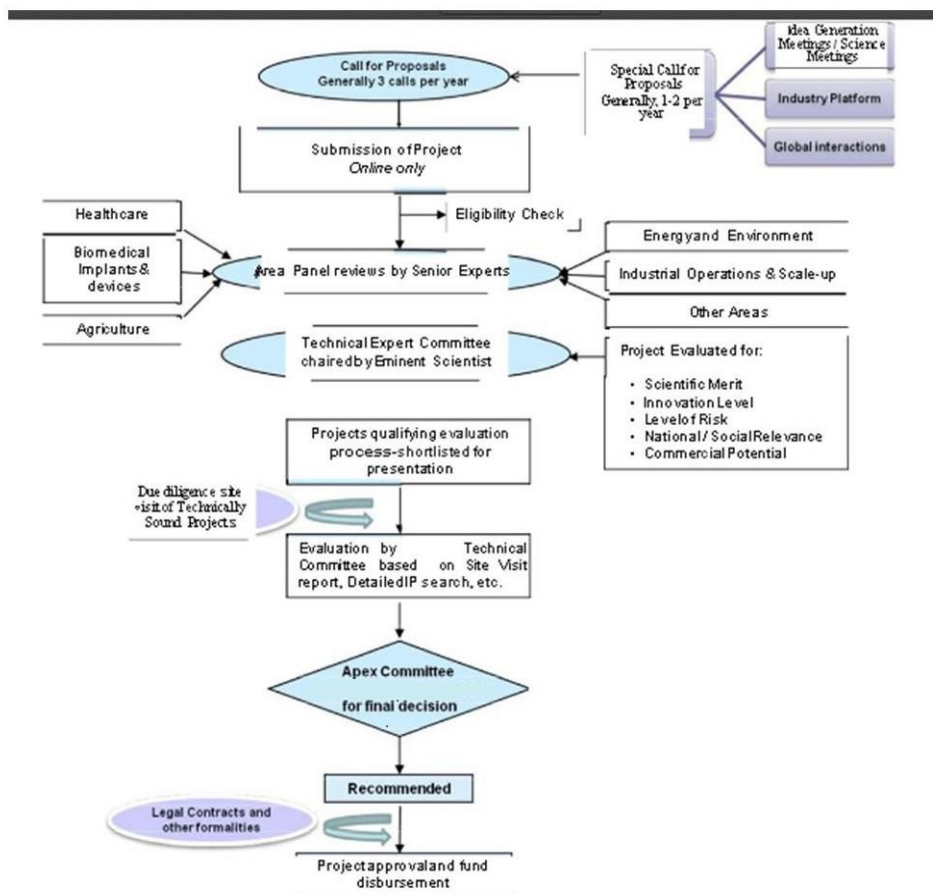 Call for Proposals
Generally 3 calls per year
Special Call for
Proposals
Generally, 1-2 per
year
Idea Generation
Meetings / Science
Meetings
Industry Platform
Global interactions
Submission of Project
Online only
Eligibility Check
Healthcare
Biomedical
Implants &
devices
Agriculture
Area Panel reviews by Senior Experts
Energy and Environment
Industrial Operations & Scale-up
Other Areas
Technical Expert Committee
chaired by Eminent Scientist
Project Evaluated for:
• Scientific Merit
• Innovation Level
• Level of Risk
• National / Social Relevance
• Commercial Potential
Projects qualifying evaluation
process-shortlisted for
presentation
Due diligence site
visit of Technically
Sound Projects
Evaluation by Technical
Committee based on Site Visit
report, Detailed IP search, etc.
Apex Committee
for final decision
Recommended
Legal Contracts and
other formalities
Project approval and fund
disbursement